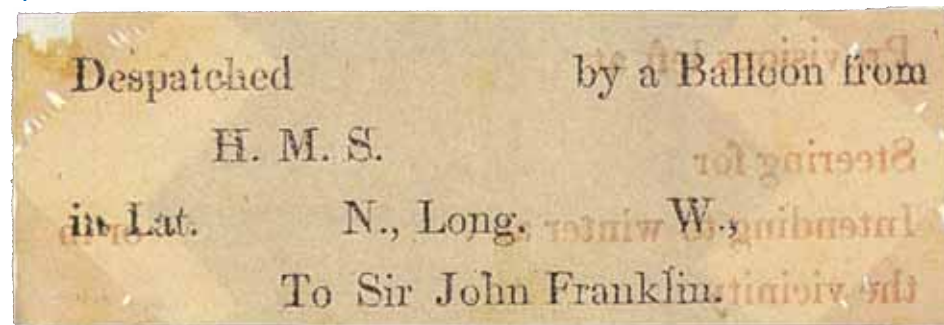 Despatched by a Balloon from
H. M. S.
in Lat. N., Long. W.,
To Sir John Franklin.